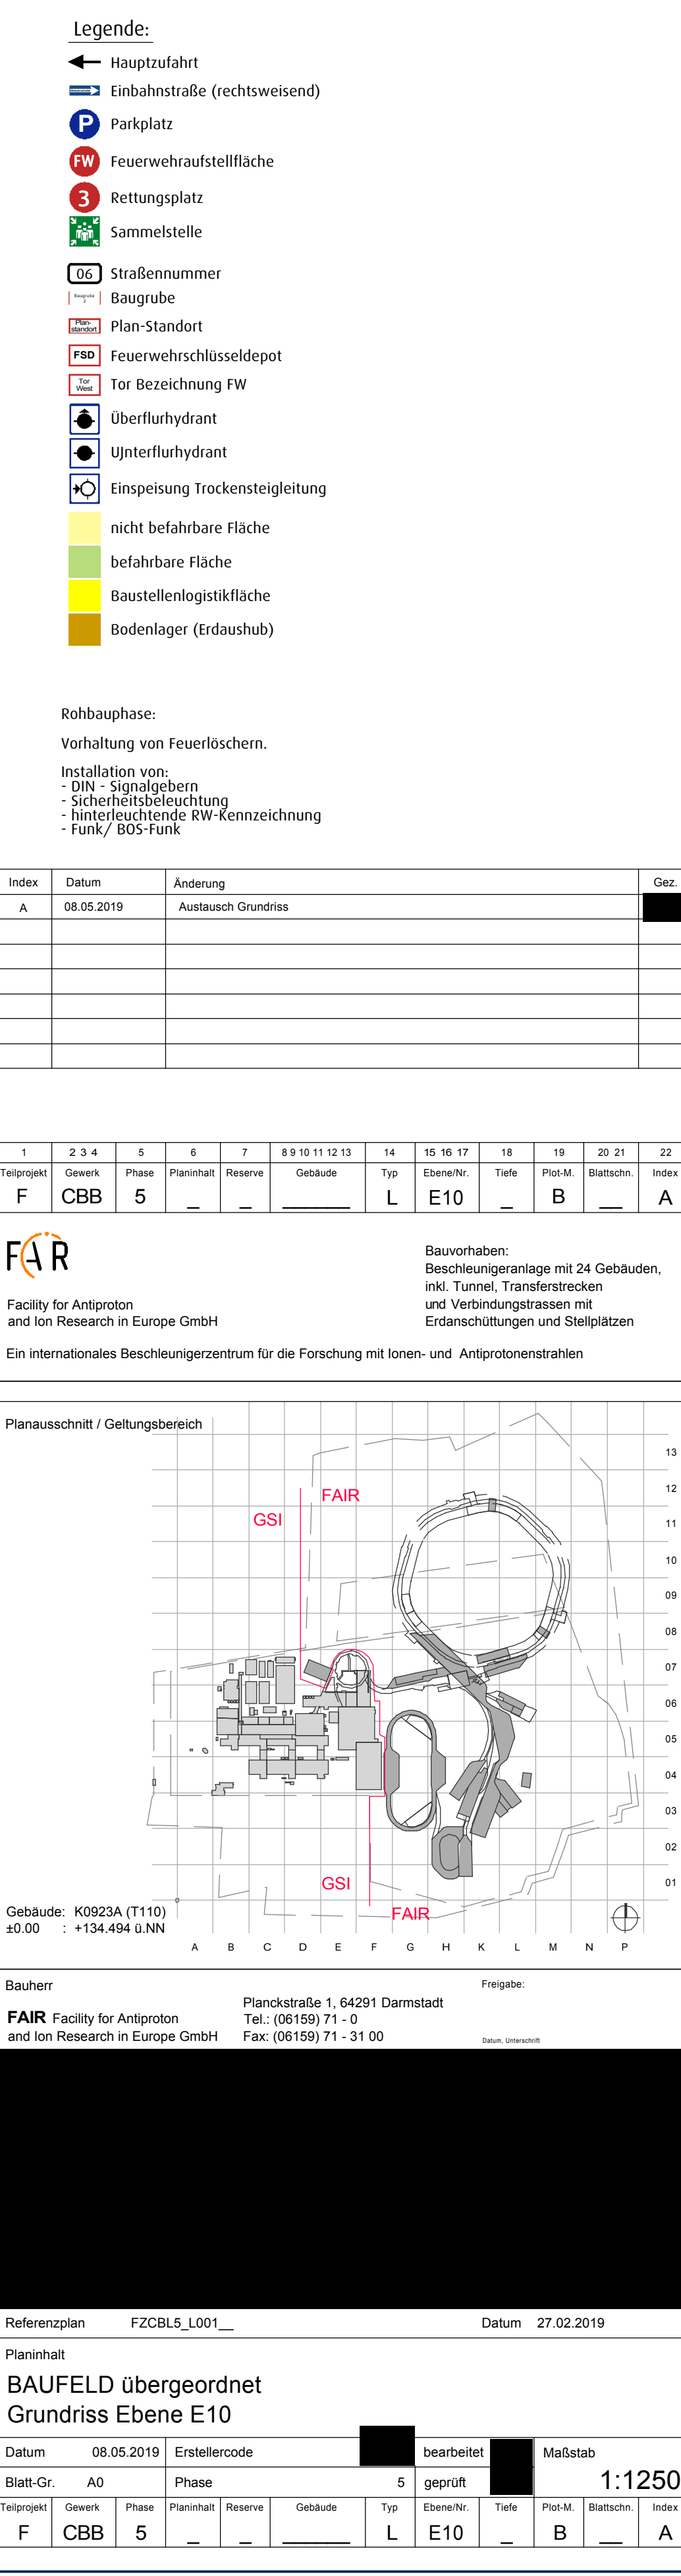 Legende:
Hauptzufahrt
Einbahnstraße (rechtsweisend)
P Parkplatz
FW Feuerwehraufstellfläche
3 Rettungsplatz
Sammelstelle
06 Straßennummer
Baugrube 2 Baugrube
Plan-standort Plan-Standort
FSD Feuerwehrschlüsseldepot
Tor West Tor Bezeichnung FW
Überflurhydrant
UJnterflurhydrant
Einspeisung Trockensteigleitung
nicht befahrbare Fläche
befahrbare Fläche
Baustellenlogistikfläche
Bodenlager (Erdaushub)
Rohbauphase:
Vorhaltung von Feuerlöschern.
Installation von:
- DIN - Signalgebern
- Sicherheitsbeleuchtung
- hinterleuchtende RW-Kennzeichnung
- Funk/ BOS-Funk
Index Datum Änderung Gez.
A 08.05.2019 Austausch Grundriss
1 2 3 4 5 6 7 8 9 10 11 12 13 14 15 16 17 18 19 20 21 22
Teilprojekt Gewerk Phase Planinhalt Reserve Gebäude Typ Ebene/Nr. Tiefe Plot-M. Blattschn. Index
F CBB 5 _ _ ______ L E10 _ B __ A
FAIR
Facility for Antiproton
and Ion Research in Europe GmbH
Bauvorhaben:
Beschleunigeranlage mit 24 Gebäuden,
inkl. Tunnel, Transferstrecken
und Verbindungstrassen mit
Erdanschüttungen und Stellplätzen
Ein internationales Beschleunigerzentrum für die Forschung mit Ionen- und Antiprotonenstrahlen
Planausschnitt / Geltungsbereich
13
12
FAIR
GSI
11
10
09
08
07
06
05
04
03
02
01
GSI
FAIR
Gebäude: K0923A (T110)
±0.00 : +134.494 ü.NN
A B C D E F G H K L M N P
Bauherr
FAIR Facility for Antiproton
and Ion Research in Europe GmbH
Planckstraße 1, 64291 Darmstadt
Tel.: (06159) 71 - 0
Fax: (06159) 71 - 31 00
Freigabe:
Datum, Unterschrift
Referenzplan FZCBL5_L001__ Datum 27.02.2019
Planinhalt
BAUFELD übergeordnet
Grundriss Ebene E10
Datum 08.05.2019 Erstellercode bearbeitet Maßstab
Blatt-Gr. A0 Phase 5 geprüft 1:1250
Teilprojekt Gewerk Phase Planinhalt Reserve Gebäude Typ Ebene/Nr. Tiefe Plot-M. Blattschn. Index
F CBB 5 _ _ ______ L E10 _ B __ A